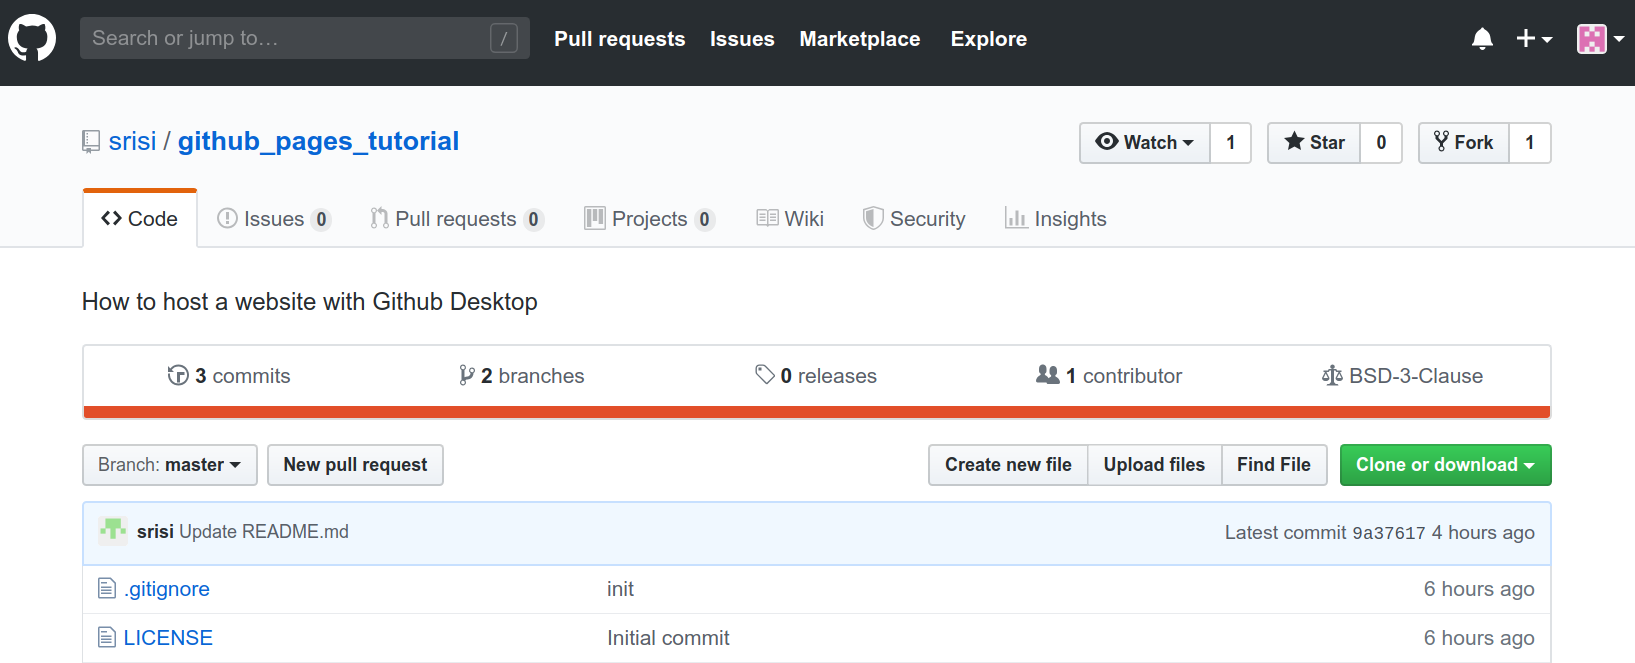 Search or jump to… / Pull requests Issues Marketplace Explore
srisi / github_pages_tutorial Watch 1 Star 0 Fork 1
Code Issues 0 Pull requests 0 Projects 0 Wiki Security Insights
How to host a website with Github Desktop
3 commits 2 branches 0 releases 1 contributor BSD-3-Clause
Branch: master New pull request Create new file Upload files Find File Clone or download
srisi Update README.md Latest commit 9a37617 4 hours ago
.gitignore init 6 hours ago
LICENSE Initial commit 6 hours ago